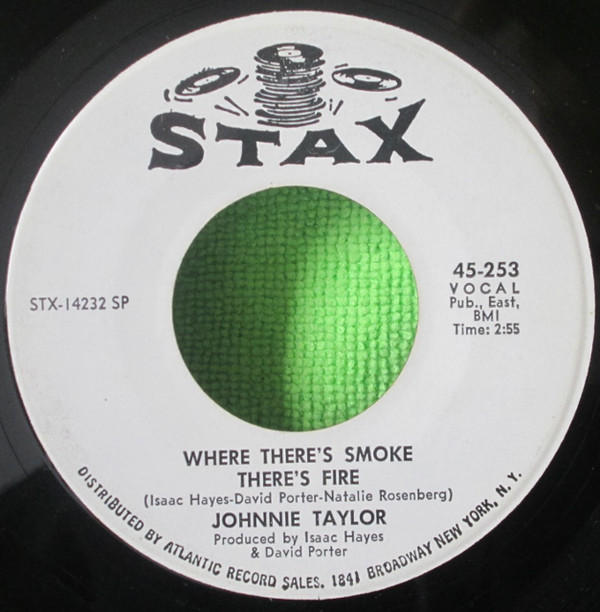 STAX
STX-14232 SP
45-253
VOCAL
Pub., East,
BMI
Time: 2:55
WHERE THERE'S SMOKE
THERE'S FIRE
(Isaac Hayes-David Porter-Natalie Rosenberg)
JOHNNIE TAYLOR
Produced by Isaac Hayes
& David Porter
DISTRIBUTED BY ATLANTIC RECORD SALES. 1841 BROADWAY NEW YORK, N. Y.